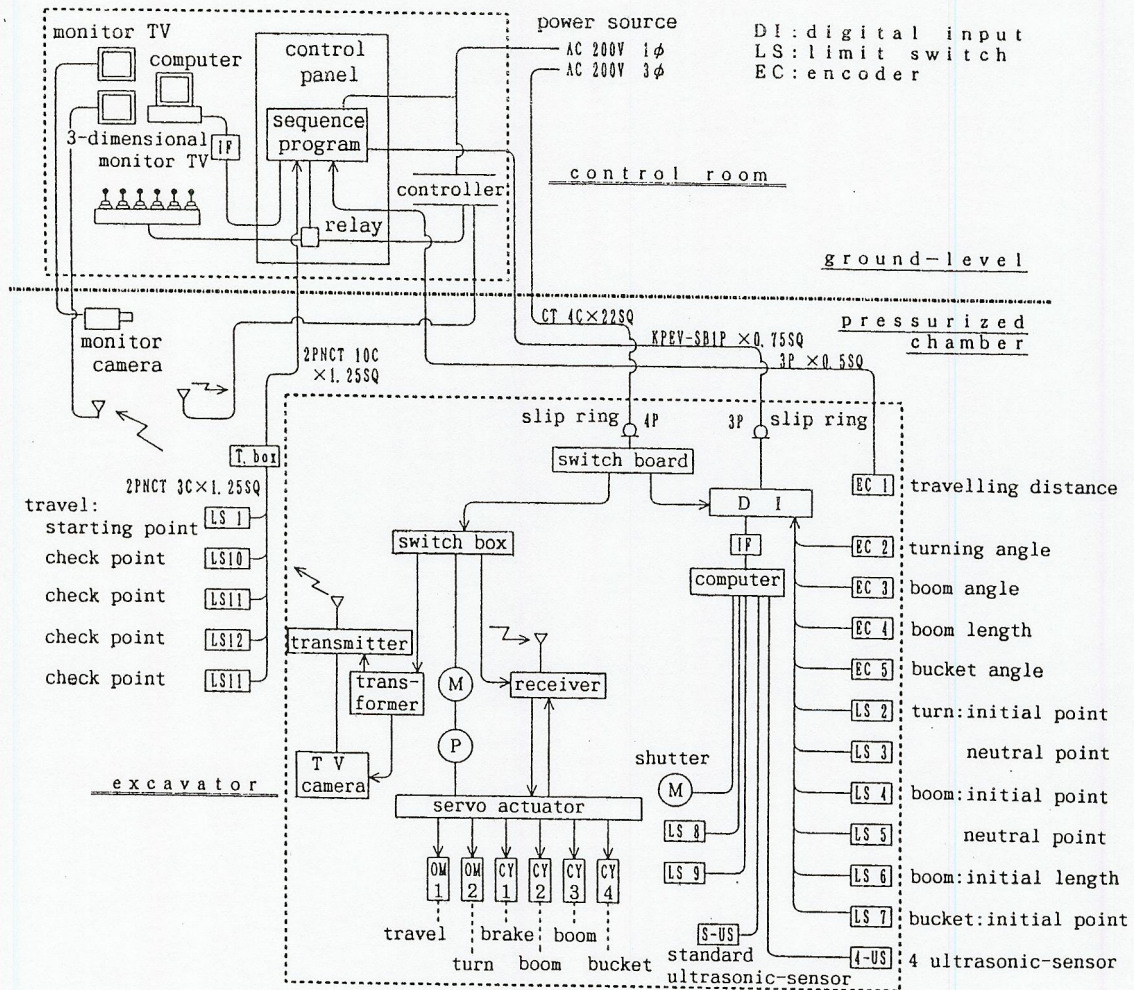 monitor TV
computer
3-dimensional
monitor TV
IF
control
panel
sequence
program
relay
controller
power source
AC 200V 1φ
AC 200V 3φ
DI:digital input
LS:limit switch
EC:encoder
control room
ground-level
pressurized
chamber
monitor
camera
2PNCT 10C
×1.25SQ
CT 4C×22SQ
KPEV-SB1P ×0.75SQ
3P ×0.5SQ
T. box
2PNCT 3C×1.25SQ
travel:
starting point
LS 1
check point
LS10
check point
LS11
check point
LS12
check point
LS11
excavator
slip ring
4P
3P
slip ring
switch board
switch box
D I
IF
computer
transmitter
trans-
former
T V
camera
M
P
receiver
servo actuator
OM
1
OM
2
CY
1
CY
2
CY
3
CY
4
travel
brake
boom
turn
boom
bucket
shutter
M
LS 8
LS 9
S-US
standard
ultrasonic-sensor
EC 1
travelling distance
EC 2
turning angle
EC 3
boom angle
EC 4
boom length
EC 5
bucket angle
LS 2
turn:initial point
LS 3
neutral point
LS 4
boom:initial point
LS 5
neutral point
LS 6
boom:initial length
LS 7
bucket:initial point
4-US
4 ultrasonic-sensor